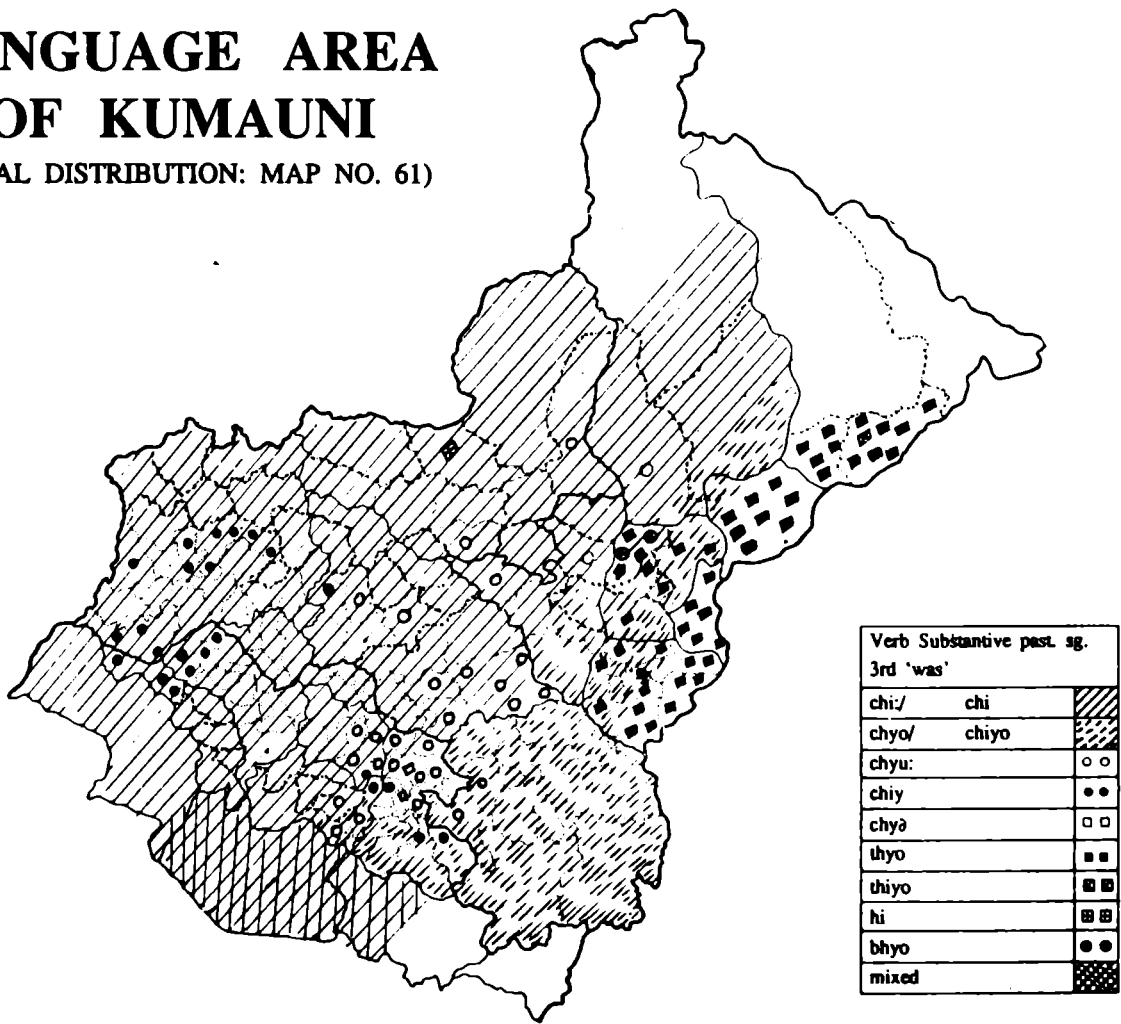 NGUAGE AREA
OF KUMAUNI
AL DISTRIBUTION: MAP NO. 61)
Verb Substantive past. sg.
3rd 'was'
chi:/ chi
chyo/ chiyo
chyu:
chiy
chyə
thyo
thiyo
hi
bhyo
mixed